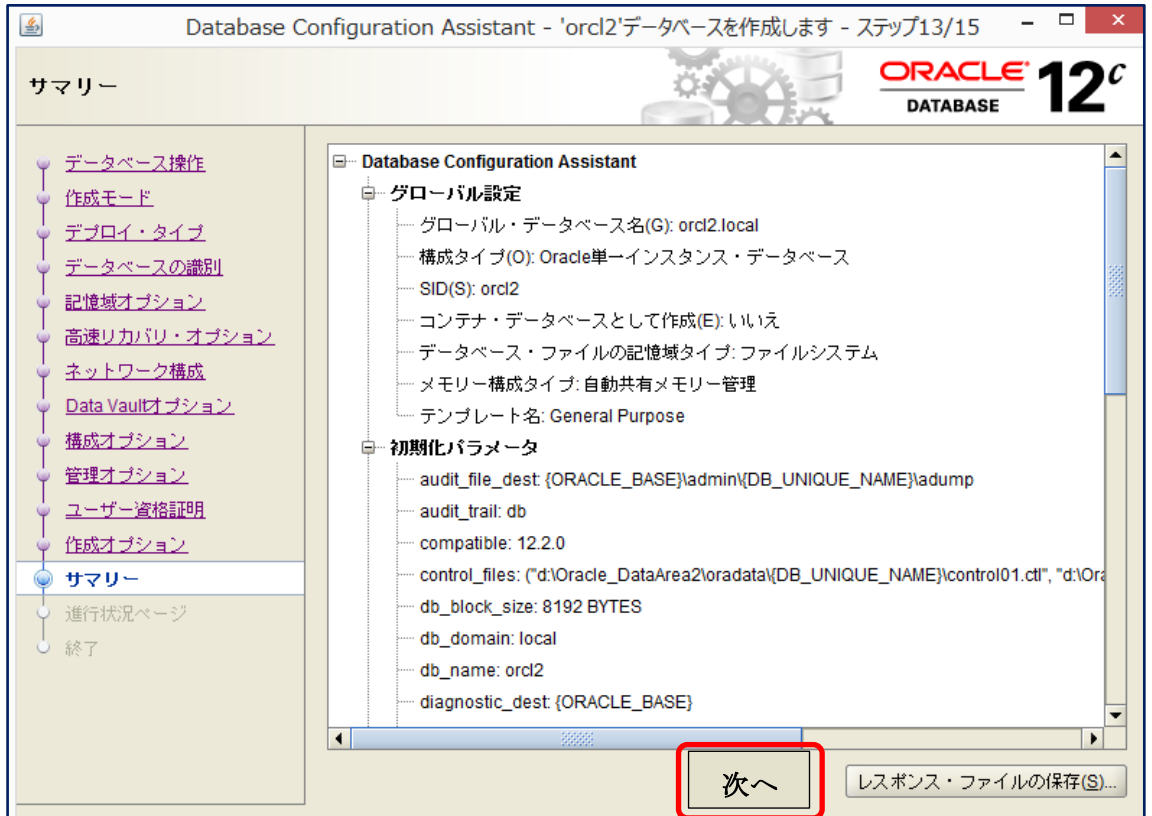 Database Configuration Assistant - 'orcl2'データベースを作成します - ステップ13/15
サマリー
ORACLE DATABASE 12c
データベース操作
作成モード
デプロイ・タイプ
データベースの識別
記憶域オプション
高速リカバリ・オプション
ネットワーク構成
Data Vaultオプション
構成オプション
管理オプション
ユーザー資格証明
作成オプション
サマリー
進行状況ページ
終了
Database Configuration Assistant
グローバル設定
グローバル・データベース名(G): orcl2.local
構成タイプ(O): Oracle単一インスタンス・データベース
SID(S): orcl2
コンテナ・データベースとして作成(E): いいえ
データベース・ファイルの記憶域タイプ: ファイルシステム
メモリー構成タイプ: 自動共有メモリー管理
テンプレート名: General Purpose
初期化パラメータ
audit_file_dest: {ORACLE_BASE}\admin\{DB_UNIQUE_NAME}\adump
audit_trail: db
compatible: 12.2.0
control_files: ("d:\Oracle_DataArea2\oradata\{DB_UNIQUE_NAME}\control01.ctl", "d:\Ora
db_block_size: 8192 BYTES
db_domain: local
db_name: orcl2
diagnostic_dest: {ORACLE_BASE}
次へ
レスポンス・ファイルの保存(S)...